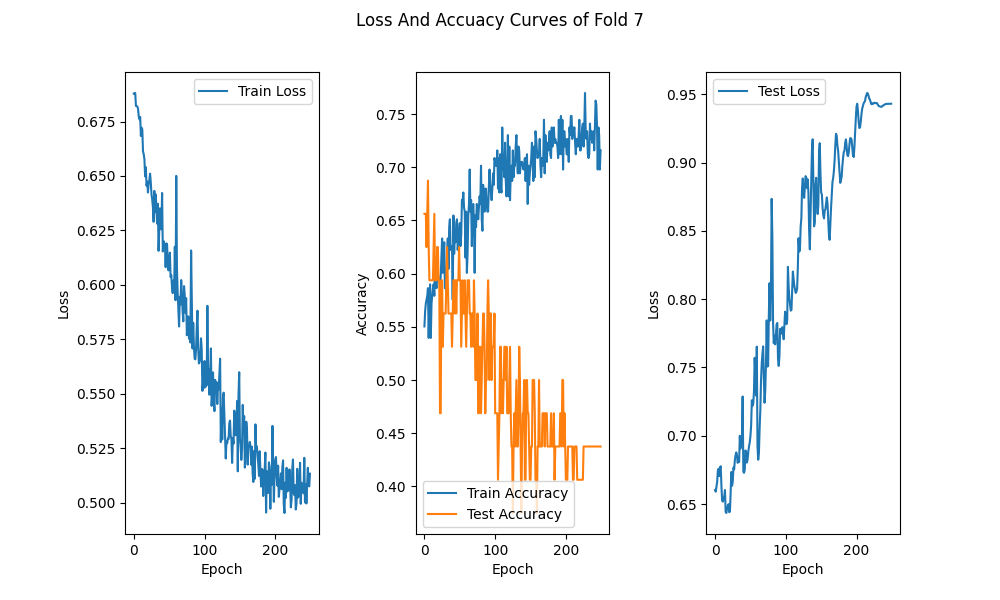 Loss And Accuacy Curves of Fold 7
Train Loss
0.675
0.650
0.625
0.600
0.575
0.550
0.525
0.500
Loss
0
100
200
Epoch
0.75
0.70
0.65
0.60
0.55
0.50
0.45
0.40
Accuracy
Train Accuracy
Test Accuracy
0
100
200
Epoch
Test Loss
0.95
0.90
0.85
0.80
0.75
0.70
0.65
Loss
0
100
200
Epoch